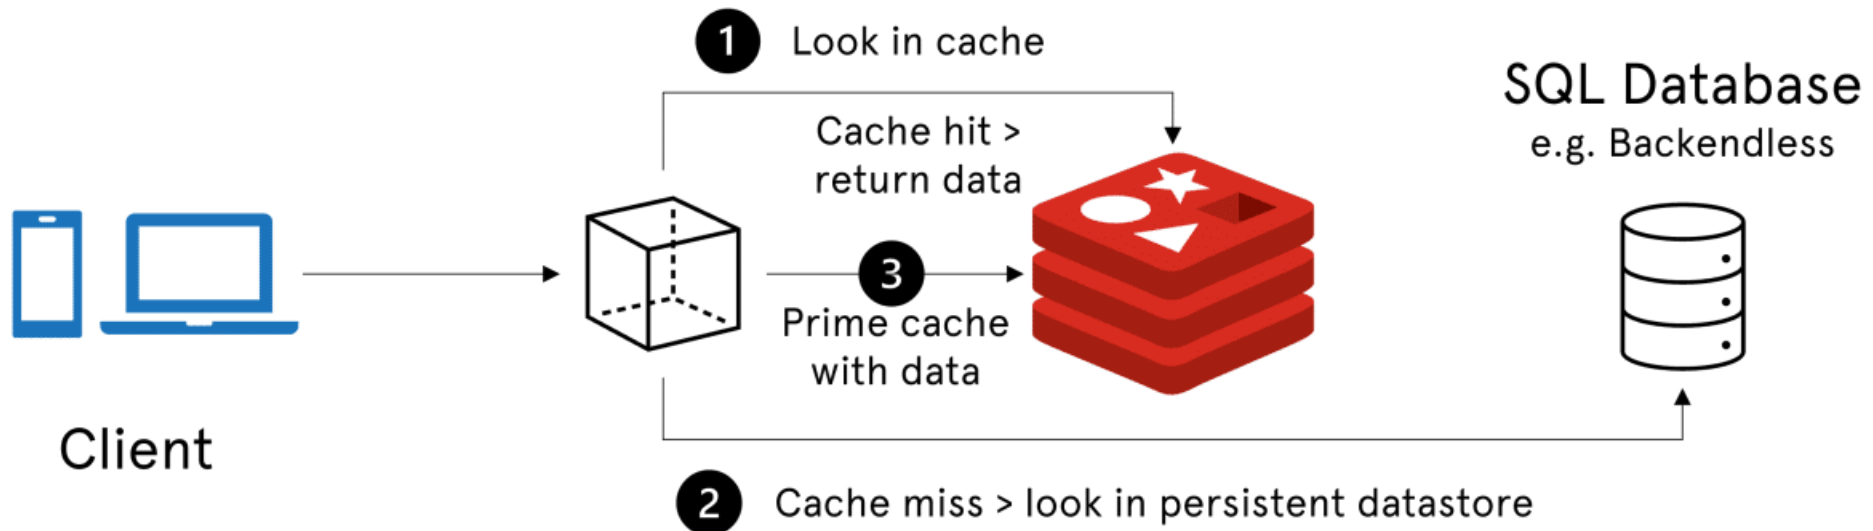 1 Look in cache
Cache hit >
return data
SQL Database
e.g. Backendless
3
Prime cache
with data
Client
2 Cache miss > look in persistent datastore